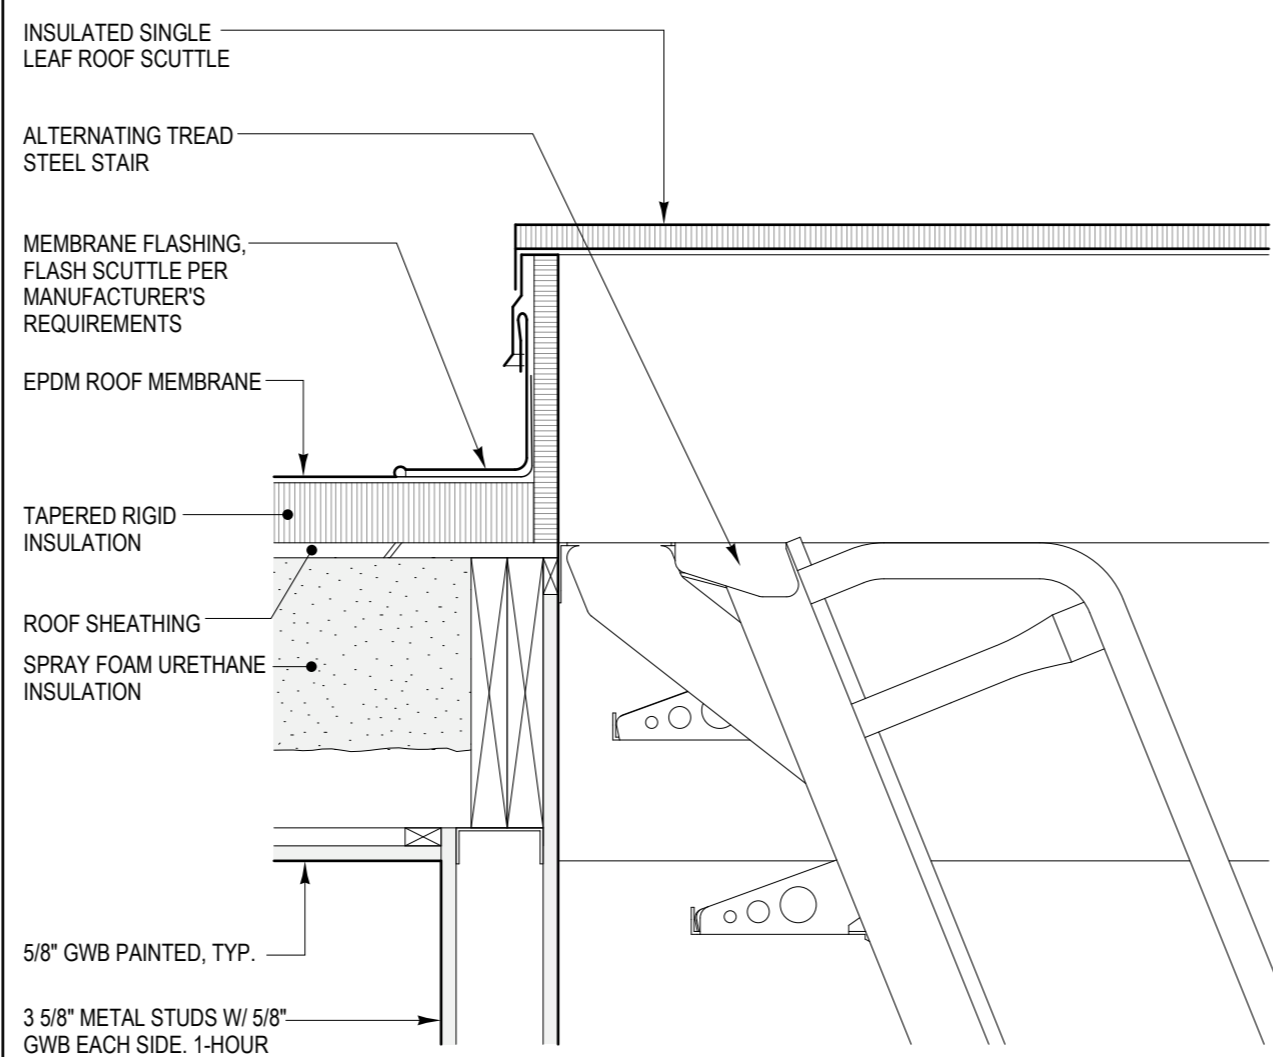 INSULATED SINGLE
LEAF ROOF SCUTTLE
ALTERNATING TREAD
STEEL STAIR
MEMBRANE FLASHING,
FLASH SCUTTLE PER
MANUFACTURER'S
REQUIREMENTS
EPDM ROOF MEMBRANE
TAPERED RIGID
INSULATION
ROOF SHEATHING
SPRAY FOAM URETHANE
INSULATION
5/8" GWB PAINTED, TYP.
3 5/8" METAL STUDS W/ 5/8"
GWB EACH SIDE. 1-HOUR